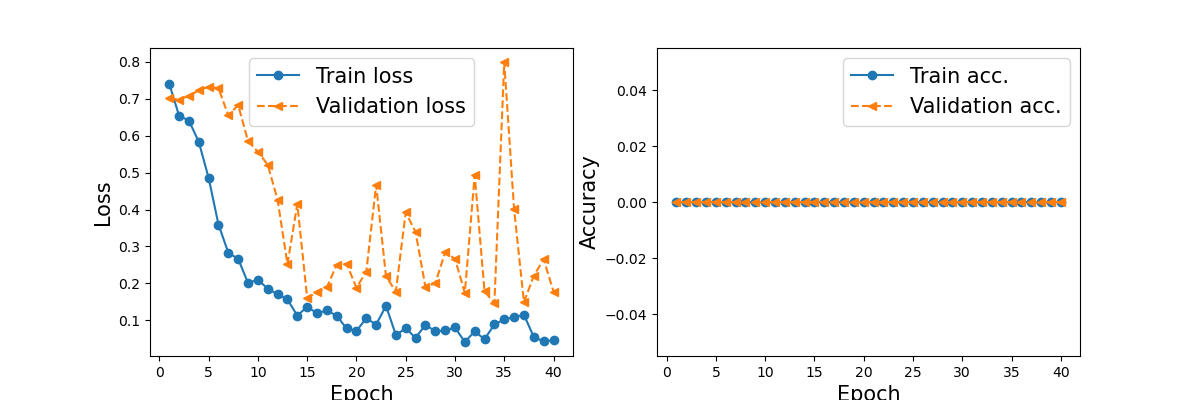 Train loss
Validation loss
Loss
0.8
0.7
0.6
0.5
0.4
0.3
0.2
0.1
0 5 10 15 20 25 30 35 40
Epoch
Train acc.
Validation acc.
Accuracy
0.04
0.02
0.00
−0.02
−0.04
0 5 10 15 20 25 30 35 40
Epoch